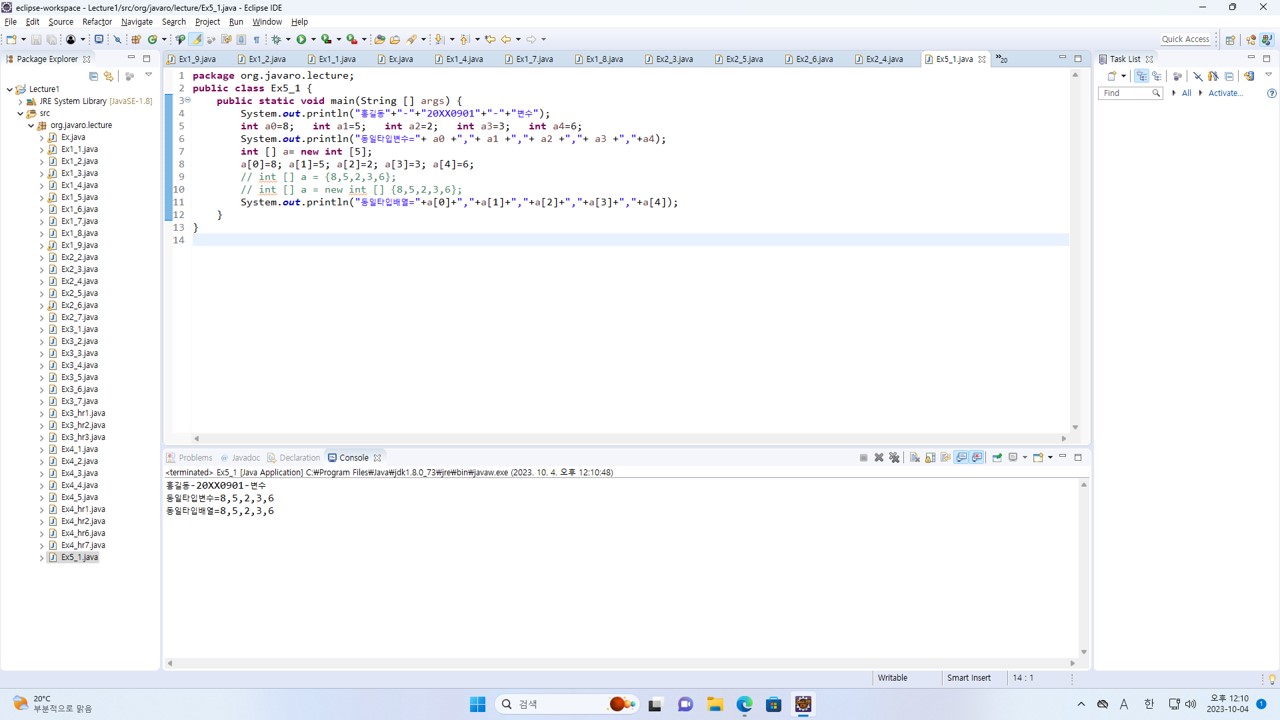 eclipse-workspace - Lecture1/src/org/javaro/lecture/Ex5_1.java - Eclipse IDE
File Edit Source Refactor Navigate Search Project Run Window Help
Quick Access
Package Explorer
Ex1_9.java Ex1_2.java Ex1_1.java Ex.java Ex1_4.java Ex1_7.java Ex1_8.java Ex2_3.java Ex2_5.java Ex2_6.java Ex2_4.java Ex5_1.java »20
Task List
Find All Activate...
Lecture1
JRE System Library [JavaSE-1.8]
src
org.javaro.lecture
Ex.java
Ex1_1.java
Ex1_2.java
Ex1_3.java
Ex1_4.java
Ex1_5.java
Ex1_6.java
Ex1_7.java
Ex1_8.java
Ex1_9.java
Ex2_2.java
Ex2_3.java
Ex2_4.java
Ex2_5.java
Ex2_6.java
Ex2_7.java
Ex3_1.java
Ex3_2.java
Ex3_3.java
Ex3_4.java
Ex3_5.java
Ex3_6.java
Ex3_7.java
Ex3_hr1.java
Ex3_hr2.java
Ex3_hr3.java
Ex4_1.java
Ex4_2.java
Ex4_3.java
Ex4_4.java
Ex4_5.java
Ex4_hr1.java
Ex4_hr2.java
Ex4_hr6.java
Ex4_hr7.java
Ex5_1.java
1 package org.javaro.lecture;
2 public class Ex5_1 {
3 public static void main(String [] args) {
4 System.out.println("홍길동"+"-"+"20XX0901"+"-"+"변수");
5 int a0=8; int a1=5; int a2=2; int a3=3; int a4=6;
6 System.out.println("동일타입변수="+ a0 +","+ a1 +","+ a2 +","+ a3 +","+a4);
7 int [] a= new int [5];
8 a[0]=8; a[1]=5; a[2]=2; a[3]=3; a[4]=6;
9 // int [] a = {8,5,2,3,6};
10 // int [] a = new int [] {8,5,2,3,6};
11 System.out.println("동일타입배열="+a[0]+","+a[1]+","+a[2]+","+a[3]+","+a[4]);
12 }
13 }
14
Problems Javadoc Declaration Console
<terminated> Ex5_1 [Java Application] C:₩Program Files₩Java₩jdk1.8.0_73₩jre₩bin₩javaw.exe (2023. 10. 4. 오후 12:10:48)
홍길동-20XX0901-변수
동일타입변수=8,5,2,3,6
동일타입배열=8,5,2,3,6
Writable Smart Insert 14 : 1
20°C
부분적으로 맑음
검색
A 한
오후 12:10
2023-10-04
1